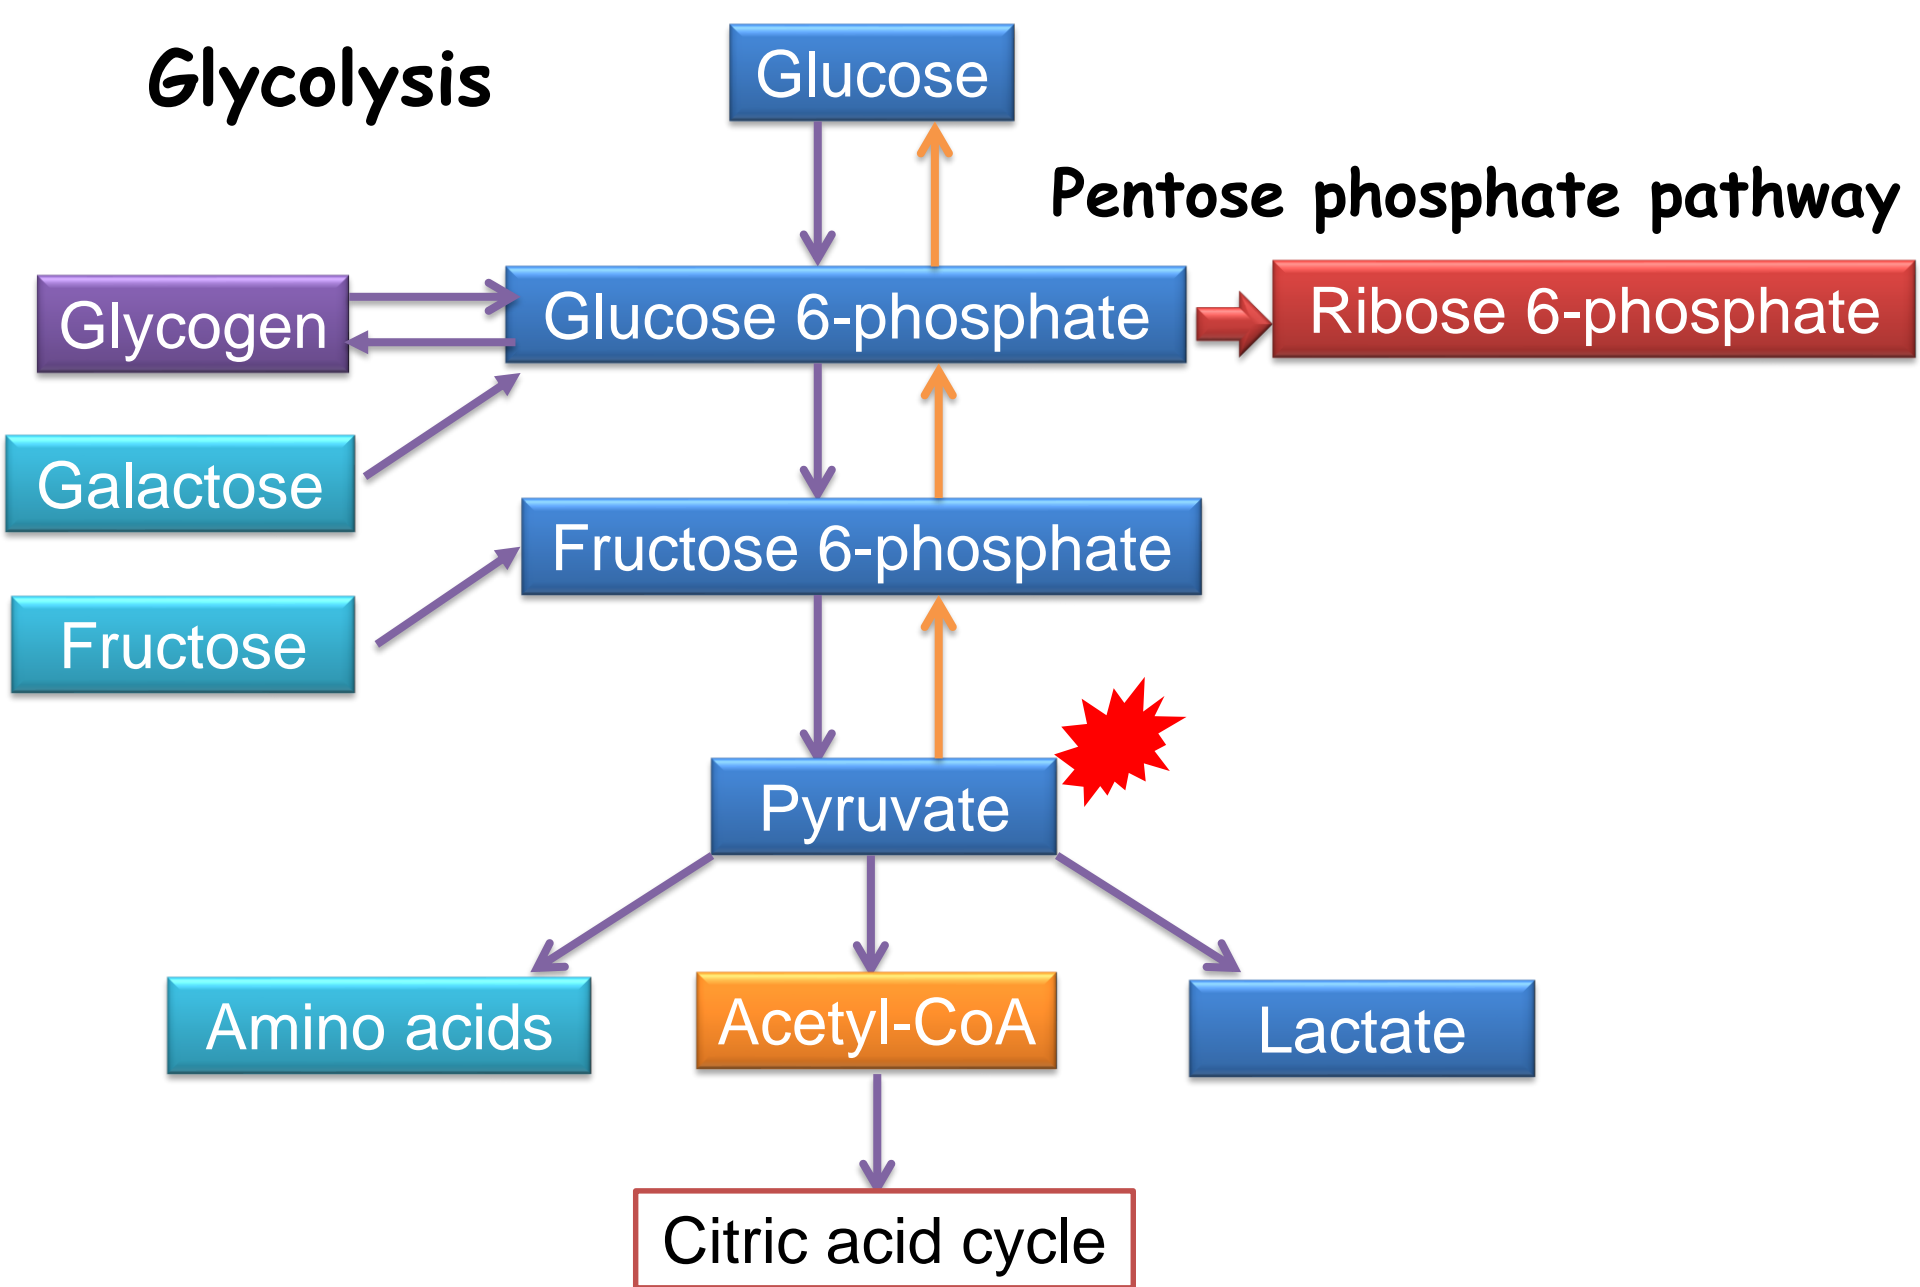 Glycolysis
Glucose
Pentose phosphate pathway
Glycogen
Glucose 6-phosphate
Ribose 6-phosphate
Galactose
Fructose 6-phosphate
Fructose
Pyruvate
Amino acids
Acetyl-CoA
Lactate
Citric acid cycle